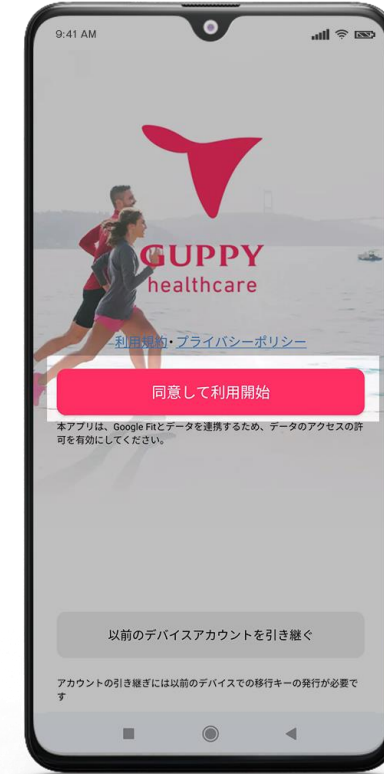 9:41 AM
GUPPY
healthcare
利用規約・プライバシーポリシー
同意して利用開始
本アプリは、Google Fitとデータを連携するため、データのアクセスの許
可を有効にしてください。
以前のデバイスアカウントを引き継ぐ
アカウントの引き継ぎには以前のデバイスでの移行キーの発行が必要で
す